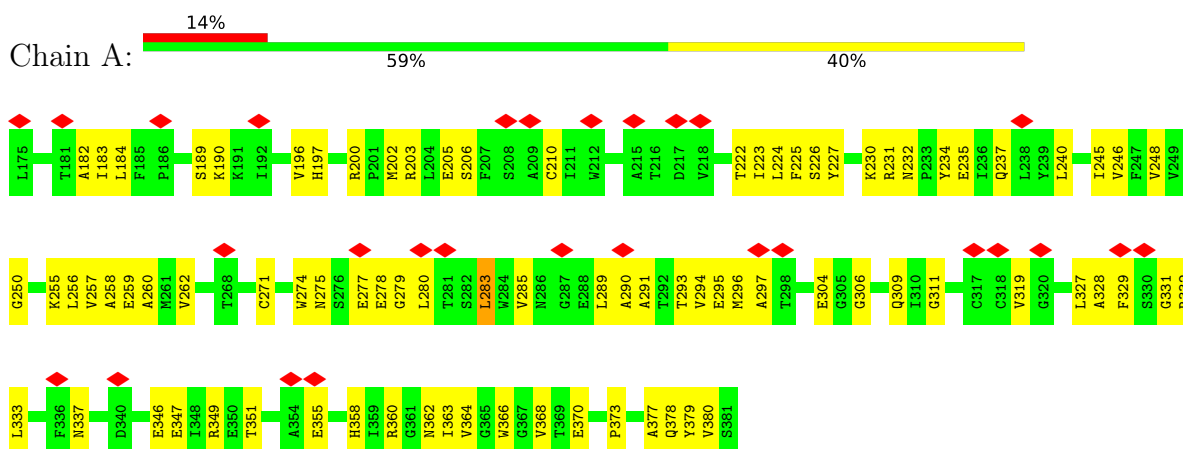 14%
Chain A:
59% 40%
L175 T181 A182 I183 L184 F185 P186 S189 K190 K191 I192 V196 H197 R200 P201 M202 R203 L204 E205 S206 F207 S208 A209 C210 I211 W212 A215 T216 D217 V218 T222 I223 L224 F225 S226 Y227 K230 R231 N232 P233 Y234 E235 I236 Q237 L238 Y239 L240 I245 V246 F247 V248 V249
G250 K255 L256 V257 A258 E259 A260 M261 V262 T268 C271 W274 N275 S276 E277 E278 G279 L280 T281 S282 L283 W284 V285 N286 G287 E288 L289 A290 A291 T292 T293 V294 E295 M296 A297 T298 E304 G305 G306 Q309 I310 G311 C317 C318 V319 G320 L327 A328 F329 S330 G331
L333 F336 N337 D340 E346 E347 I348 R349 E350 T351 A354 E355 H358 I359 R360 G361 N362 I363 V364 G365 W366 G367 V368 T369 E370 P373 A377 Q378 Y379 V380 S381